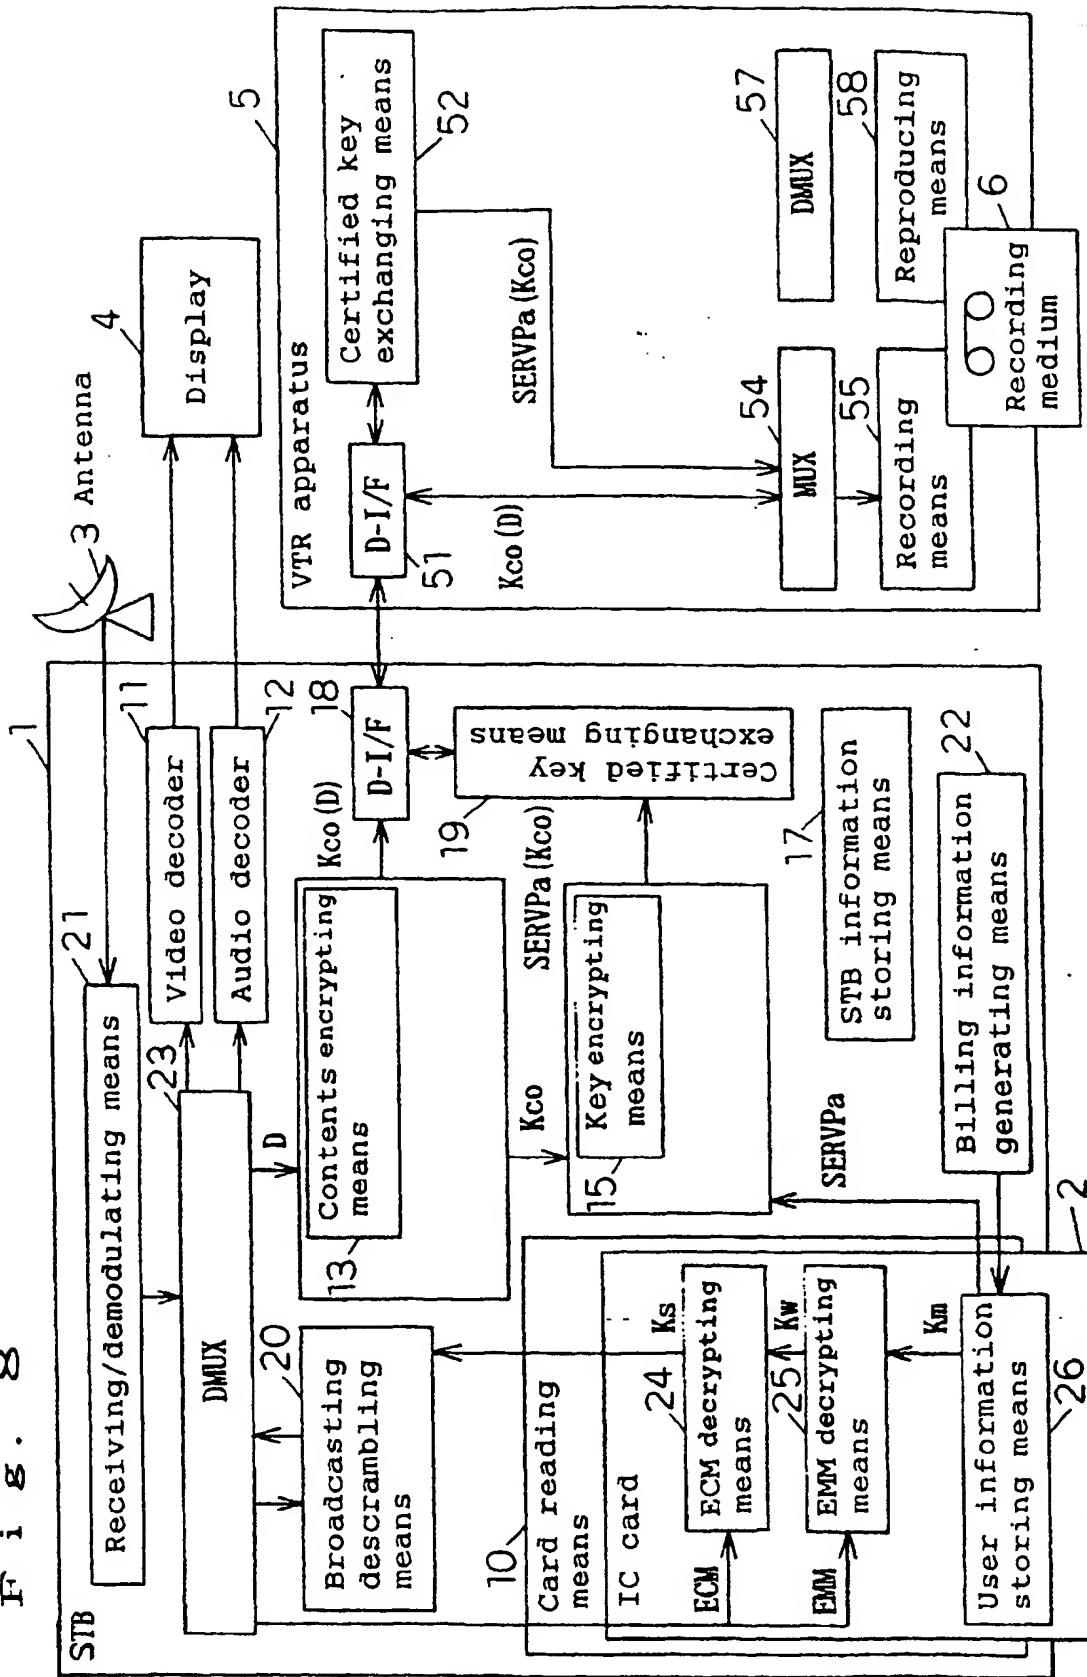 Fig. 8
STB
1
Receiving/demodulating means
21
3 Antenna
DMUX
23
Video decoder
11
Audio decoder
12
4
Display
D
Contents encrypting
means
13
Kco(D)
D-I/F
18
Certified key
exchanging means
19
Kco
SERVPa(Kco)
Key encrypting
means
15
STB information
storing means
17
Billing information
generating means
22
SERVPa
20
Broadcasting
descrambling
means
10
Card reading
means
IC card
2
ECM
EMM
Ks
ECM decrypting
means
24
Kw
EMM decrypting
means
25
Km
User information
storing means
26
5
VTR apparatus
Certified key
exchanging means
52
D-I/F
51
Kco(D)
SERVPa(Kco)
54
MUX
57
DMUX
55
Recording
means
58
Reproducing
means
6
Recording
medium